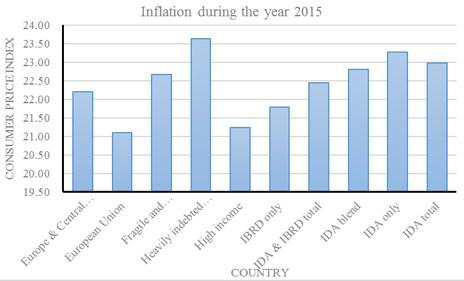 Inflation during the year 2015
CONSUMER PRICE INDEX
24.00
23.50
23.00
22.50
22.00
21.50
21.00
20.50
20.00
19.50
Europe & Central...
European Union
Fragile and...
Heavily indebted...
High income
IBRD only
IDA & IBRD total
IDA blend
IDA only
IDA total
COUNTRY